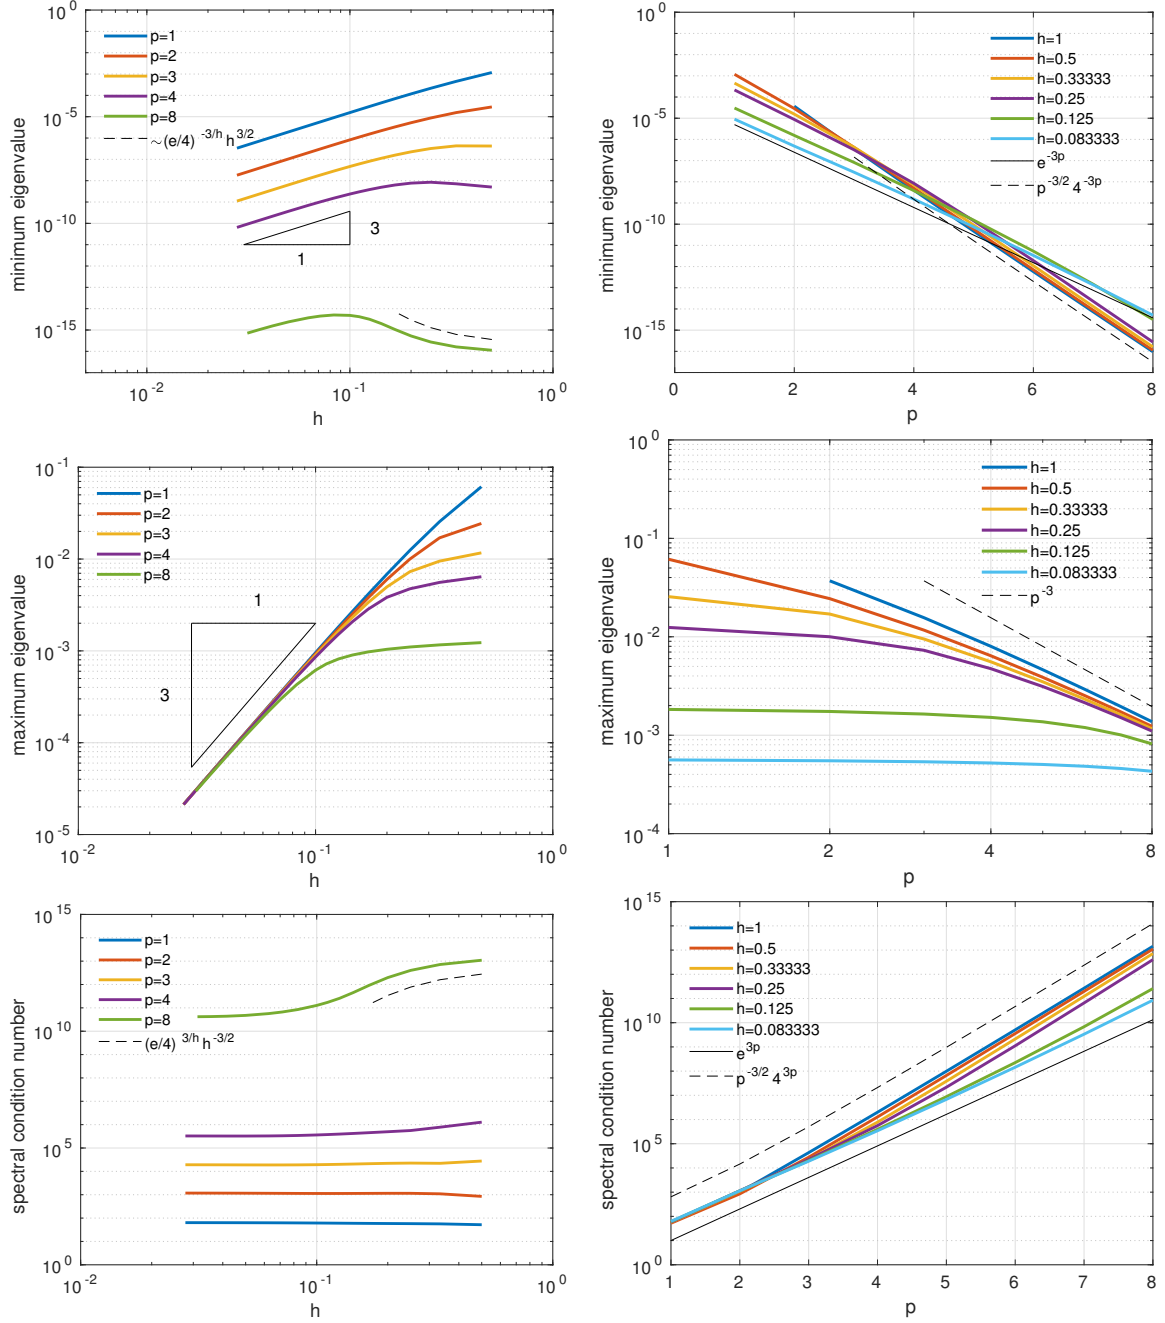 minimum eigenvalue
10^0
10^-5
10^-10
10^-15
p=1
p=2
p=3
p=4
p=8
~(e/4)^-3/h h^3/2
3
1
10^-2
10^-1
10^0
h
minimum eigenvalue
10^0
10^-5
10^-10
10^-15
h=1
h=0.5
h=0.33333
h=0.25
h=0.125
h=0.083333
e^-3p
p^-3/2 4^-3p
0
2
4
6
8
p
maximum eigenvalue
10^-1
10^-2
10^-3
10^-4
10^-5
p=1
p=2
p=3
p=4
p=8
1
3
10^-2
10^-1
10^0
h
maximum eigenvalue
10^0
10^-1
10^-2
10^-3
10^-4
h=1
h=0.5
h=0.33333
h=0.25
h=0.125
h=0.083333
p^-3
1
2
4
8
p
spectral condition number
10^15
10^10
10^5
10^0
p=1
p=2
p=3
p=4
p=8
(e/4)^3/h h^-3/2
10^-2
10^-1
10^0
h
spectral condition number
10^15
10^10
10^5
10^0
h=1
h=0.5
h=0.33333
h=0.25
h=0.125
h=0.083333
e^3p
p^-3/2 4^3p
1
2
3
4
5
6
7
8
p